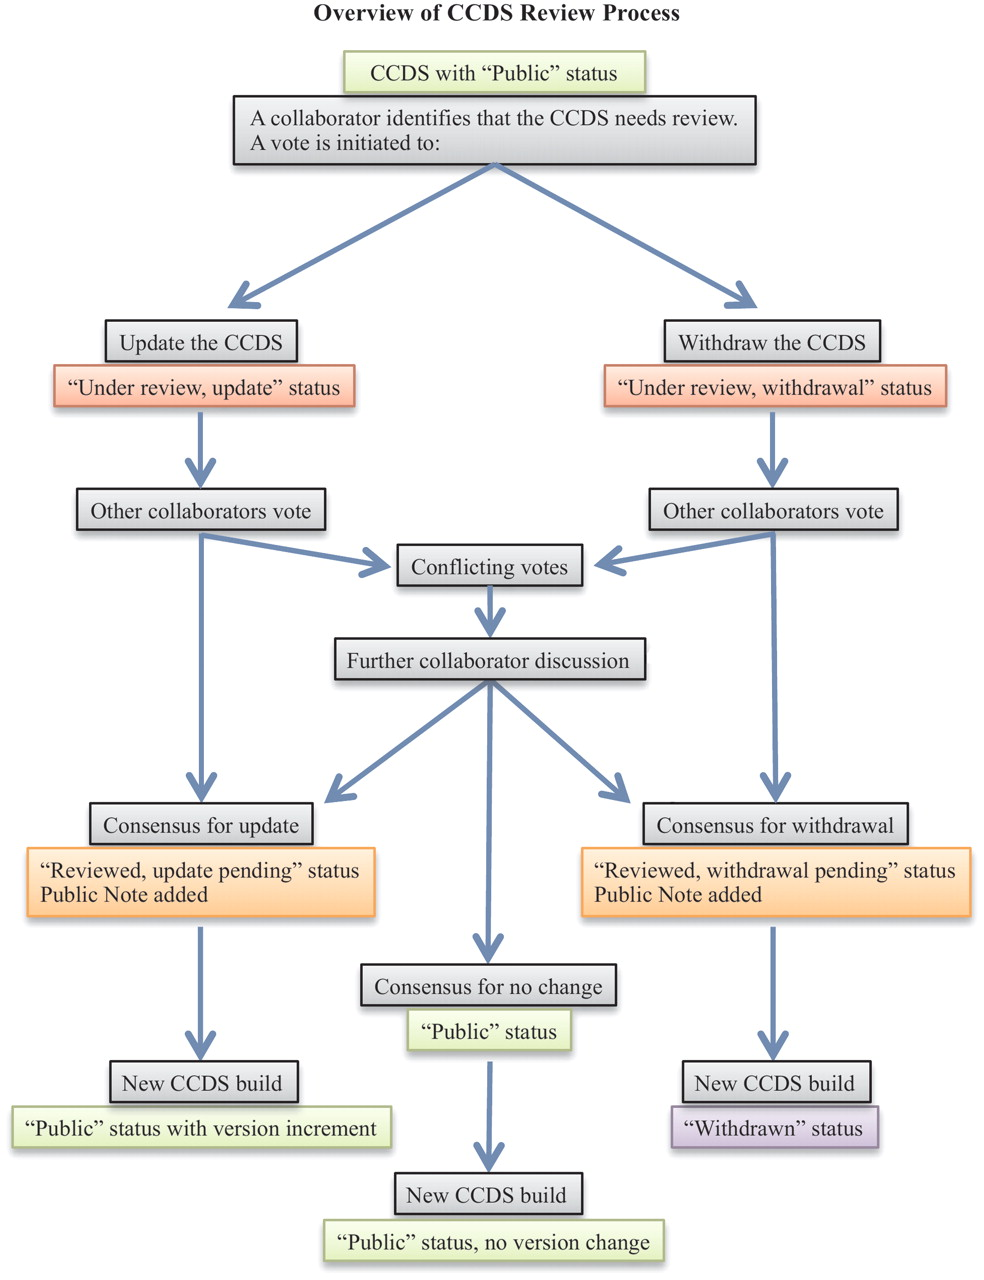 Overview of CCDS Review Process
CCDS with “Public” status
A collaborator identifies that the CCDS needs review.
A vote is initiated to:
Update the CCDS
“Under review, update” status
Withdraw the CCDS
“Under review, withdrawal” status
Other collaborators vote
Other collaborators vote
Conflicting votes
Further collaborator discussion
Consensus for update
“Reviewed, update pending” status
Public Note added
Consensus for withdrawal
“Reviewed, withdrawal pending” status
Public Note added
Consensus for no change
“Public” status
New CCDS build
“Public” status with version increment
New CCDS build
“Withdrawn” status
New CCDS build
“Public” status, no version change